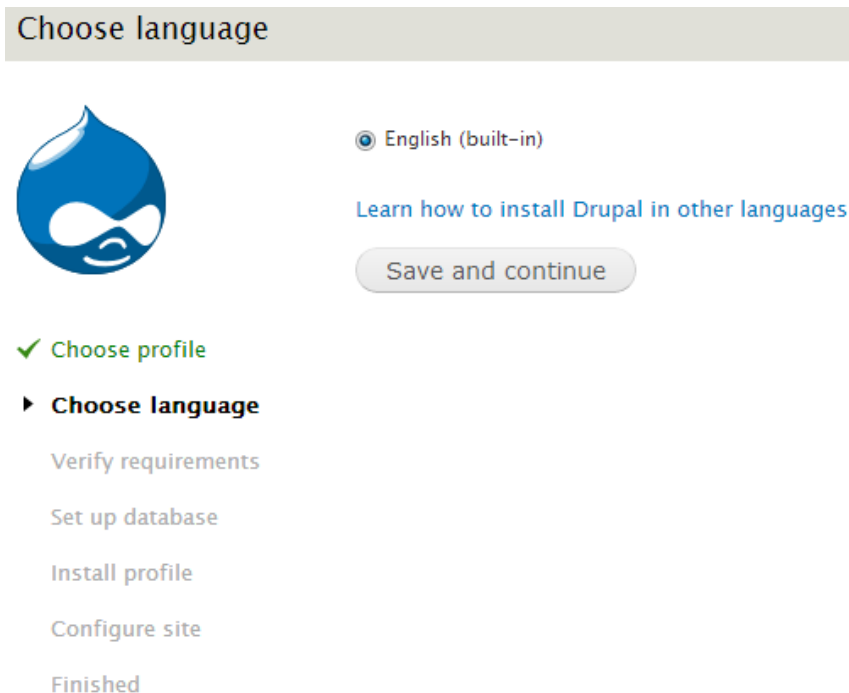 Choose language
English (built-in)
Learn how to install Drupal in other languages
Save and continue
Choose profile
Choose language
Verify requirements
Set up database
Install profile
Configure site
Finished